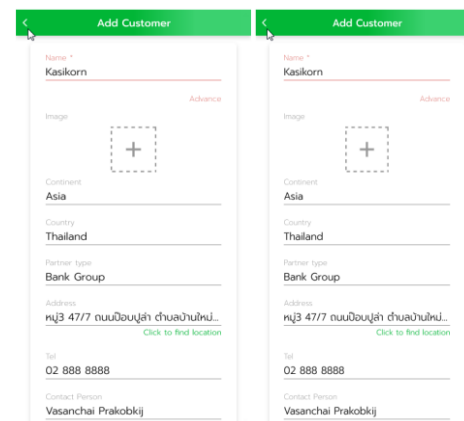 Add Customer
Name *
Kasikorn
Advance
Image
Continent
Asia
Country
Thailand
Partner type
Bank Group
Address
หมู่3 47/7 ถนนป๊อบปูล่า ตำบลบ้านใหม่...
Click to find location
Tel
02 888 8888
Contact Person
Vasanchai Prakobkij
Add Customer
Name *
Kasikorn
Advance
Image
Continent
Asia
Country
Thailand
Partner type
Bank Group
Address
หมู่3 47/7 ถนนป๊อบปูล่า ตำบลบ้านใหม่...
Click to find location
Tel
02 888 8888
Contact Person
Vasanchai Prakobkij